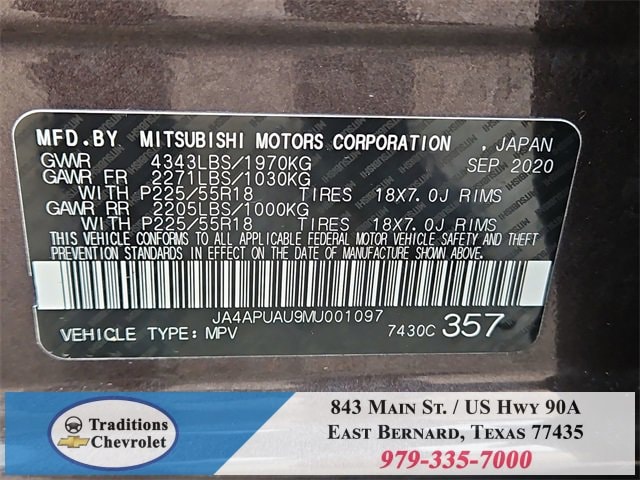 MFD.BY MITSUBISHI MOTORS CORPORATION . JAPAN
GVWR 4343LBS/1970KG SEP 2020
GAWR FR 2271LBS/1030KG
WITH P225/55R18 TIRES 18X7.0J RIMS
GAWR RR 2205LBS/1000KG
WITH P225/55R18 TIRES 18X7.0J RIMS
THIS VEHICLE CONFORMS TO ALL APPLICABLE FEDERAL MOTOR VEHICLE SAFETY AND THEFT
PREVENTION STANDARDS IN EFFECT ON THE DATE OF MANUFACTURE SHOWN ABOVE.
JA4APUAU9MU001097
VEHICLE TYPE: MPV 7430C 357
Traditions
Chevrolet
843 Main St. / US Hwy 90A
East Bernard, Texas 77435
979-335-7000